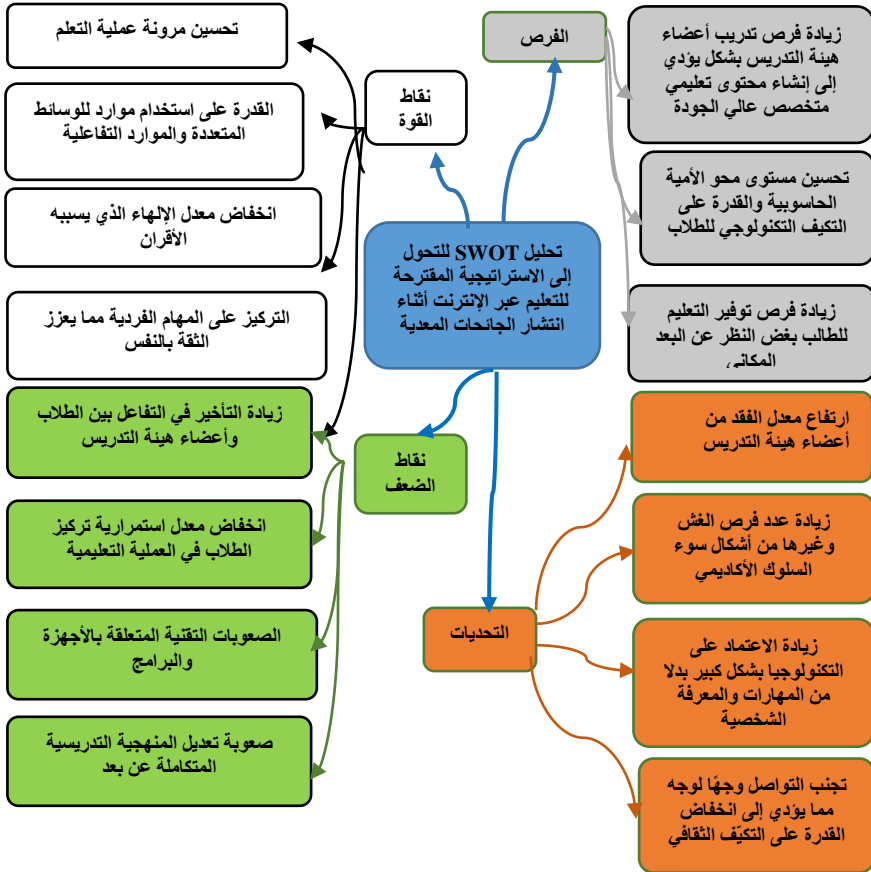 تحليل SWOT للتحول
إلى الاستراتيجية المقترحة
للتعليم عبر الإنترنت أثناء
انتشار الجائحات المعدية
الفرص
زيادة فرص تدريب أعضاء
هيئة التدريس بشكل يؤدي
إلى إنشاء محتوى تعليمي
متخصص عالي الجودة
تحسين مستوى محو الأمية
الحاسوبية والقدرة على
التكيف التكنولوجي للطلاب
زيادة فرص توفير التعليم
للطالب بغض النظر عن البعد
المكاني
نقاط
القوة
تحسين مرونة عملية التعلم
القدرة على استخدام موارد للوسائط
المتعددة والموارد التفاعلية
انخفاض معدل الإلهاء الذي يسببه
الأقران
التركيز على المهام الفردية مما يعزز
الثقة بالنفس
التحديات
ارتفاع معدل الفقد من
أعضاء هيئة التدريس
زيادة عدد فرص الغش
وغيرها من أشكال سوء
السلوك الأكاديمي
زيادة الاعتماد على
التكنولوجيا بشكل كبير بدلا
من المهارات والمعرفة
الشخصية
تجنب التواصل وجهًا لوجه
مما يؤدي إلى انخفاض
القدرة على التكيّف الثقافي
نقاط
الضعف
زيادة التأخير في التفاعل بين الطلاب
وأعضاء هيئة التدريس
انخفاض معدل استمرارية تركيز
الطلاب في العملية التعليمية
الصعوبات التقنية المتعلقة بالأجهزة
والبرامج
صعوبة تعديل المنهجية التدريسية
المتكاملة عن بعد